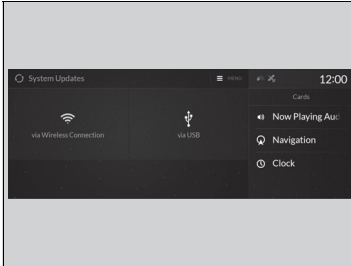 System Updates
MENU
12:00
Cards
via Wireless Connection
via USB
Now Playing Aud
Navigation
Clock